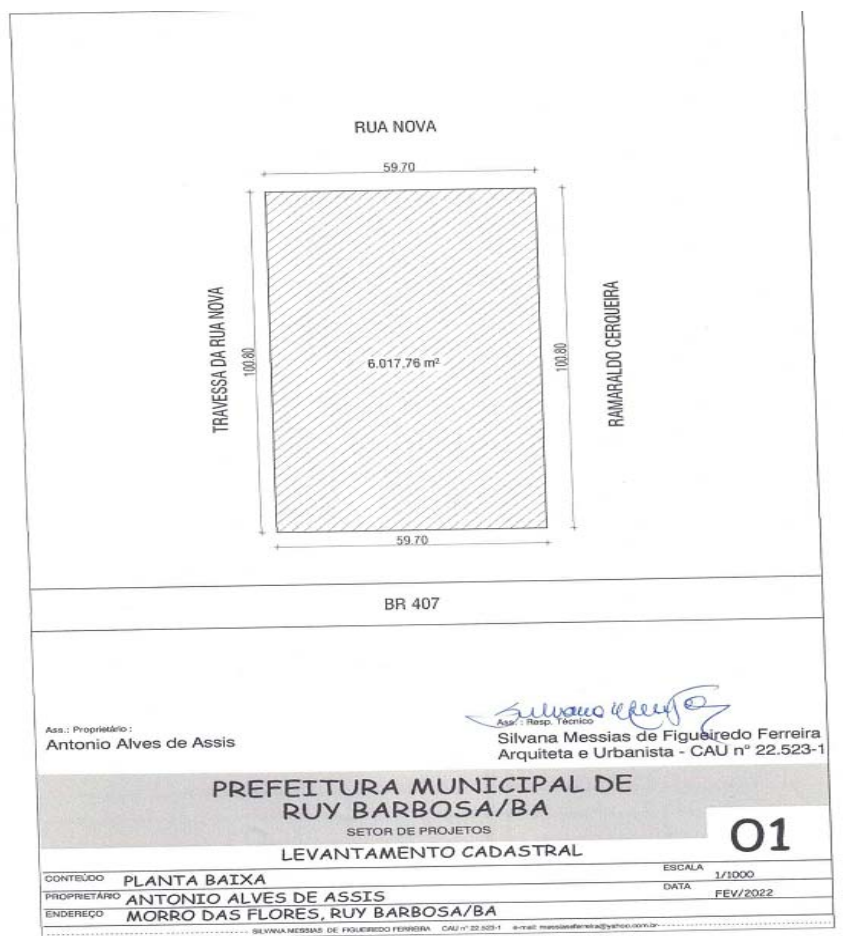 RUA NOVA
59.70
TRAVESSA DA RUA NOVA
100.80
6.017.76 m²
100.80
RAMARALDO CERQUEIRA
59.70
BR 407
Ass.: Proprietário :
Antonio Alves de Assis
Ass. : Resp. Técnico
Silvana Messias de Figueiredo Ferreira
Arquiteta e Urbanista - CAU n° 22.523-1
PREFEITURA MUNICIPAL DE
RUY BARBOSA/BA
SETOR DE PROJETOS
LEVANTAMENTO CADASTRAL
01
CONTEÚDO PLANTA BAIXA
ESCALA 1/1000
PROPRIETÁRIO ANTONIO ALVES DE ASSIS
DATA FEV/2022
ENDEREÇO MORRO DAS FLORES, RUY BARBOSA/BA
SILVANA MESSIAS DE FIGUEIREDO FERREIRA CAU n° 22.523-1 e-mail: